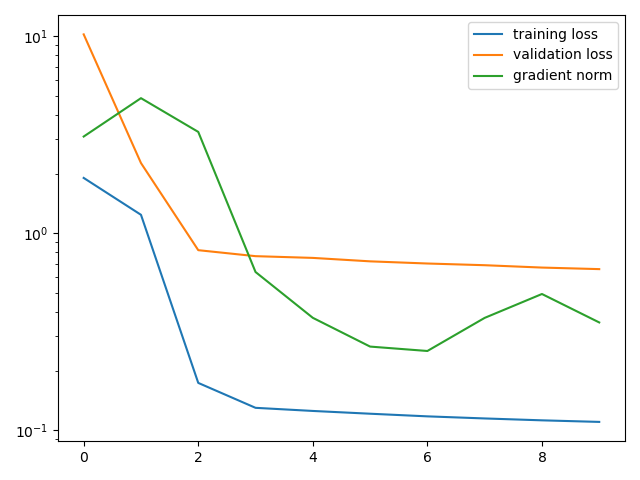 training loss
validation loss
gradient norm
10¹
10⁰
10⁻¹
0 2 4 6 8